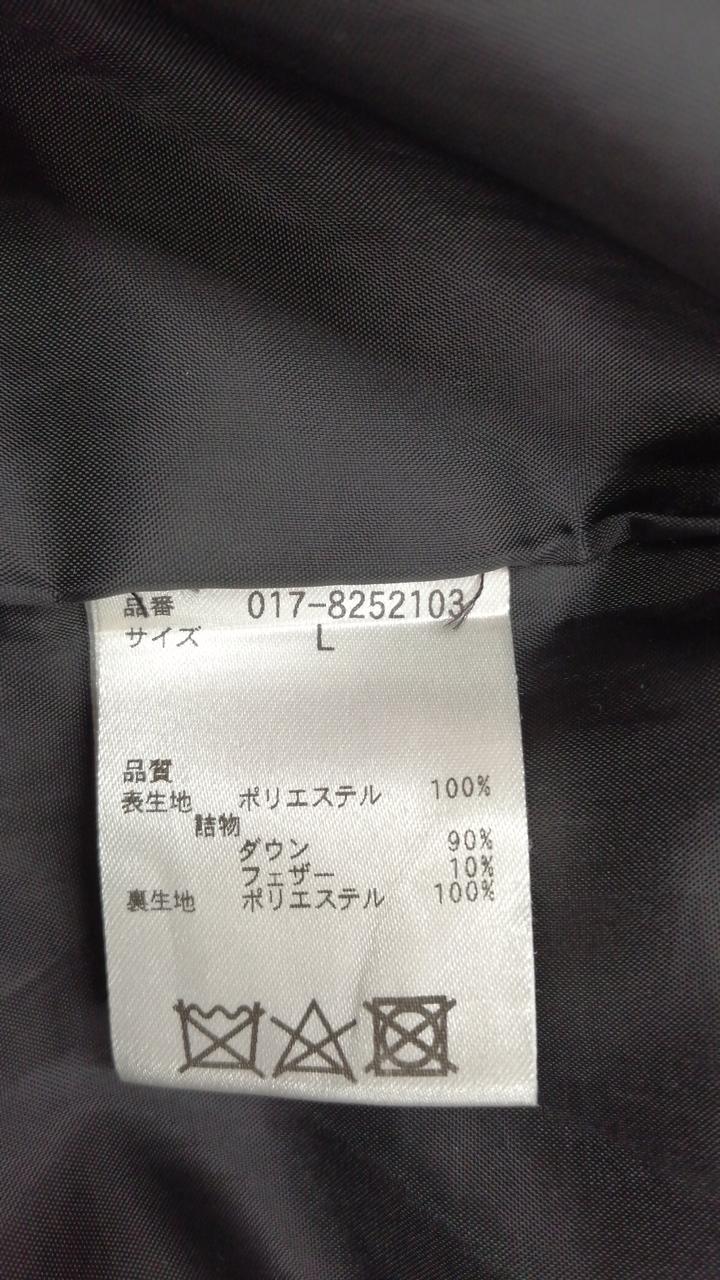 品番 017-8252103
サイズ L
品質
表生地 ポリエステル 100%
詰物
ダウン 90%
フェザー 10%
裏生地 ポリエステル 100%